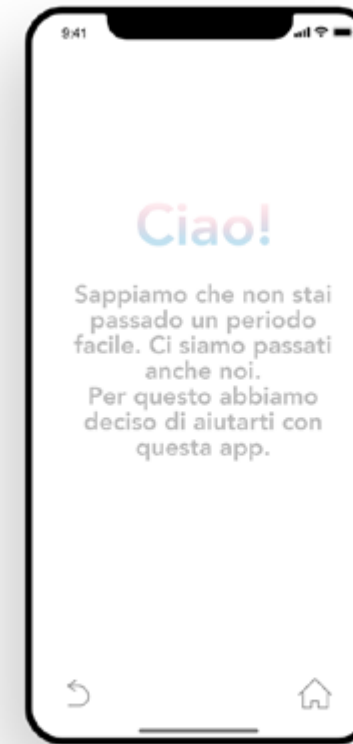 9:41
Ciao!
Sappiamo che non stai
passado un periodo
facile. Ci siamo passati
anche noi.
Per questo abbiamo
deciso di aiutarti con
questa app.